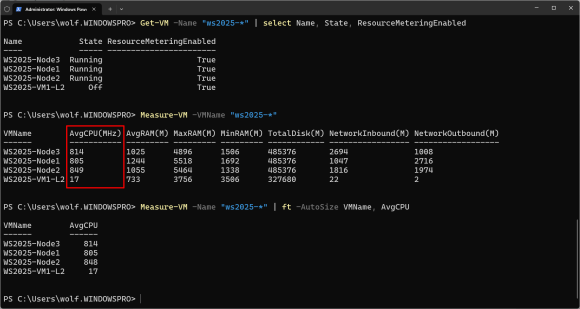 Administrator: Windows Pow
PS C:\Users\wolf.WINDOWSPRO> Get-VM -Name "ws2025-*" | select Name, State, ResourceMeteringEnabled
Name State ResourceMeteringEnabled
---- ----- -----------------------
WS2025-Node3 Running True
WS2025-Node1 Running True
WS2025-Node2 Running True
WS2025-VM1-L2 Off True
PS C:\Users\wolf.WINDOWSPRO> Measure-VM -VMName "ws2025-*"
VMName AvgCPU(MHz) AvgRAM(M) MaxRAM(M) MinRAM(M) TotalDisk(M) NetworkInbound(M) NetworkOutbound(M)
------ ----------- --------- --------- --------- ------------ ----------------- ------------------
WS2025-Node3 814 1025 4896 1506 485376 2694 1008
WS2025-Node1 805 1244 5518 1692 485376 1047 2716
WS2025-Node2 849 1055 5464 1338 485376 1816 1974
WS2025-VM1-L2 17 733 3756 3506 327680 22 2
PS C:\Users\wolf.WINDOWSPRO> Measure-VM -Name "ws2025-*" | ft -AutoSize VMName, AvgCPU
VMName AvgCPU
------ ------
WS2025-Node3 814
WS2025-Node1 805
WS2025-Node2 848
WS2025-VM1-L2 17
PS C:\Users\wolf.WINDOWSPRO>